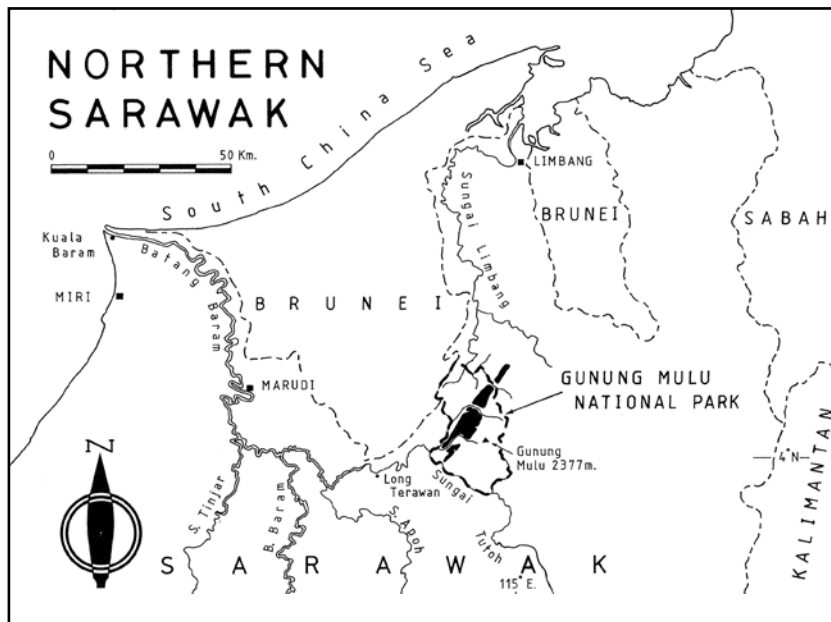 NORTHERN
SARAWAK
0 50 Km.
South China Sea
LIMBANG
Sungai Limbang
BRUNEI
SABAH
Kuala
Baram
Batang Baram
MIRI
BRUNEI
MARUDI
GUNUNG MULU
NATIONAL PARK
Gunung
Mulu 2377m.
4°N
KALIMANTAN
N
Long
Terawan
Sungai Tutoh
S. Tinjar
B. Baram
S. Apoh
SARAWAK
115° E.